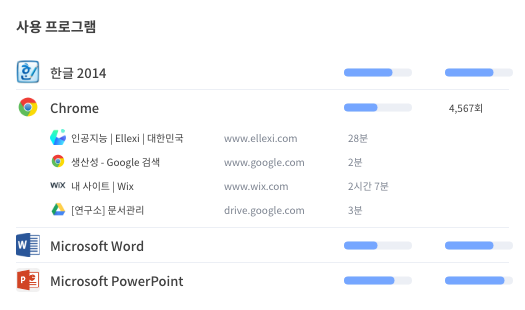 사용 프로그램
한글 2014
Chrome 4,567회
인공지능 | Ellexi | 대한민국 www.ellexi.com 28분
생산성 - Google 검색 www.google.com 2분
WiX 내 사이트 | Wix www.wix.com 2시간 7분
[연구소] 문서관리 drive.google.com 3분
Microsoft Word
Microsoft PowerPoint